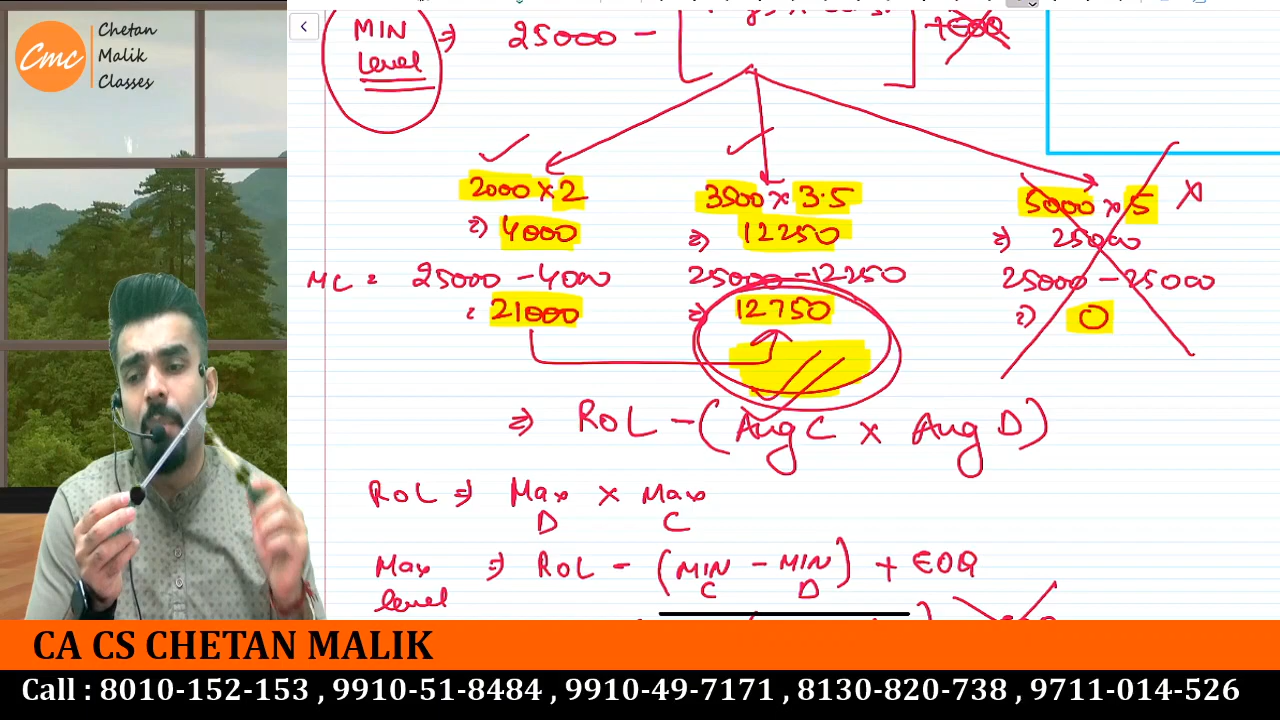 Cmc
Chetan
Malik
Classes
MIN
level
⇒ 25000 -
+EOQ
2000 x 2
⇒ 4000
MC = 25000 - 4000
= 21000
3500 x 3.5
⇒ 12250
25000 - 12250
⇒ 12750
5000 x 5
⇒ 25000
25000 - 25000
⇒ 0
⇒ ROL - (Avg C x Avg D)
ROL ⇒ Max x Max
D C
Max ⇒ ROL - (MIN - MIN) + EOQ
level C D
CA CS CHETAN MALIK
Call : 8010-152-153 , 9910-51-8484 , 9910-49-7171 , 8130-820-738 , 9711-014-526